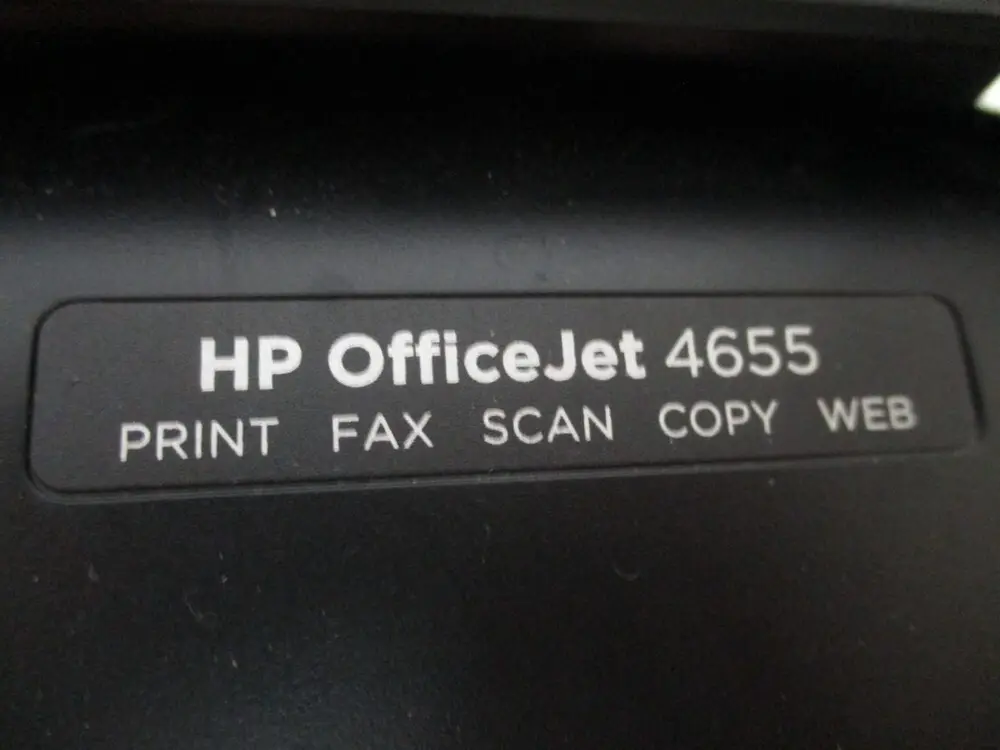 HP OfficeJet 4655
PRINT FAX SCAN COPY WEB